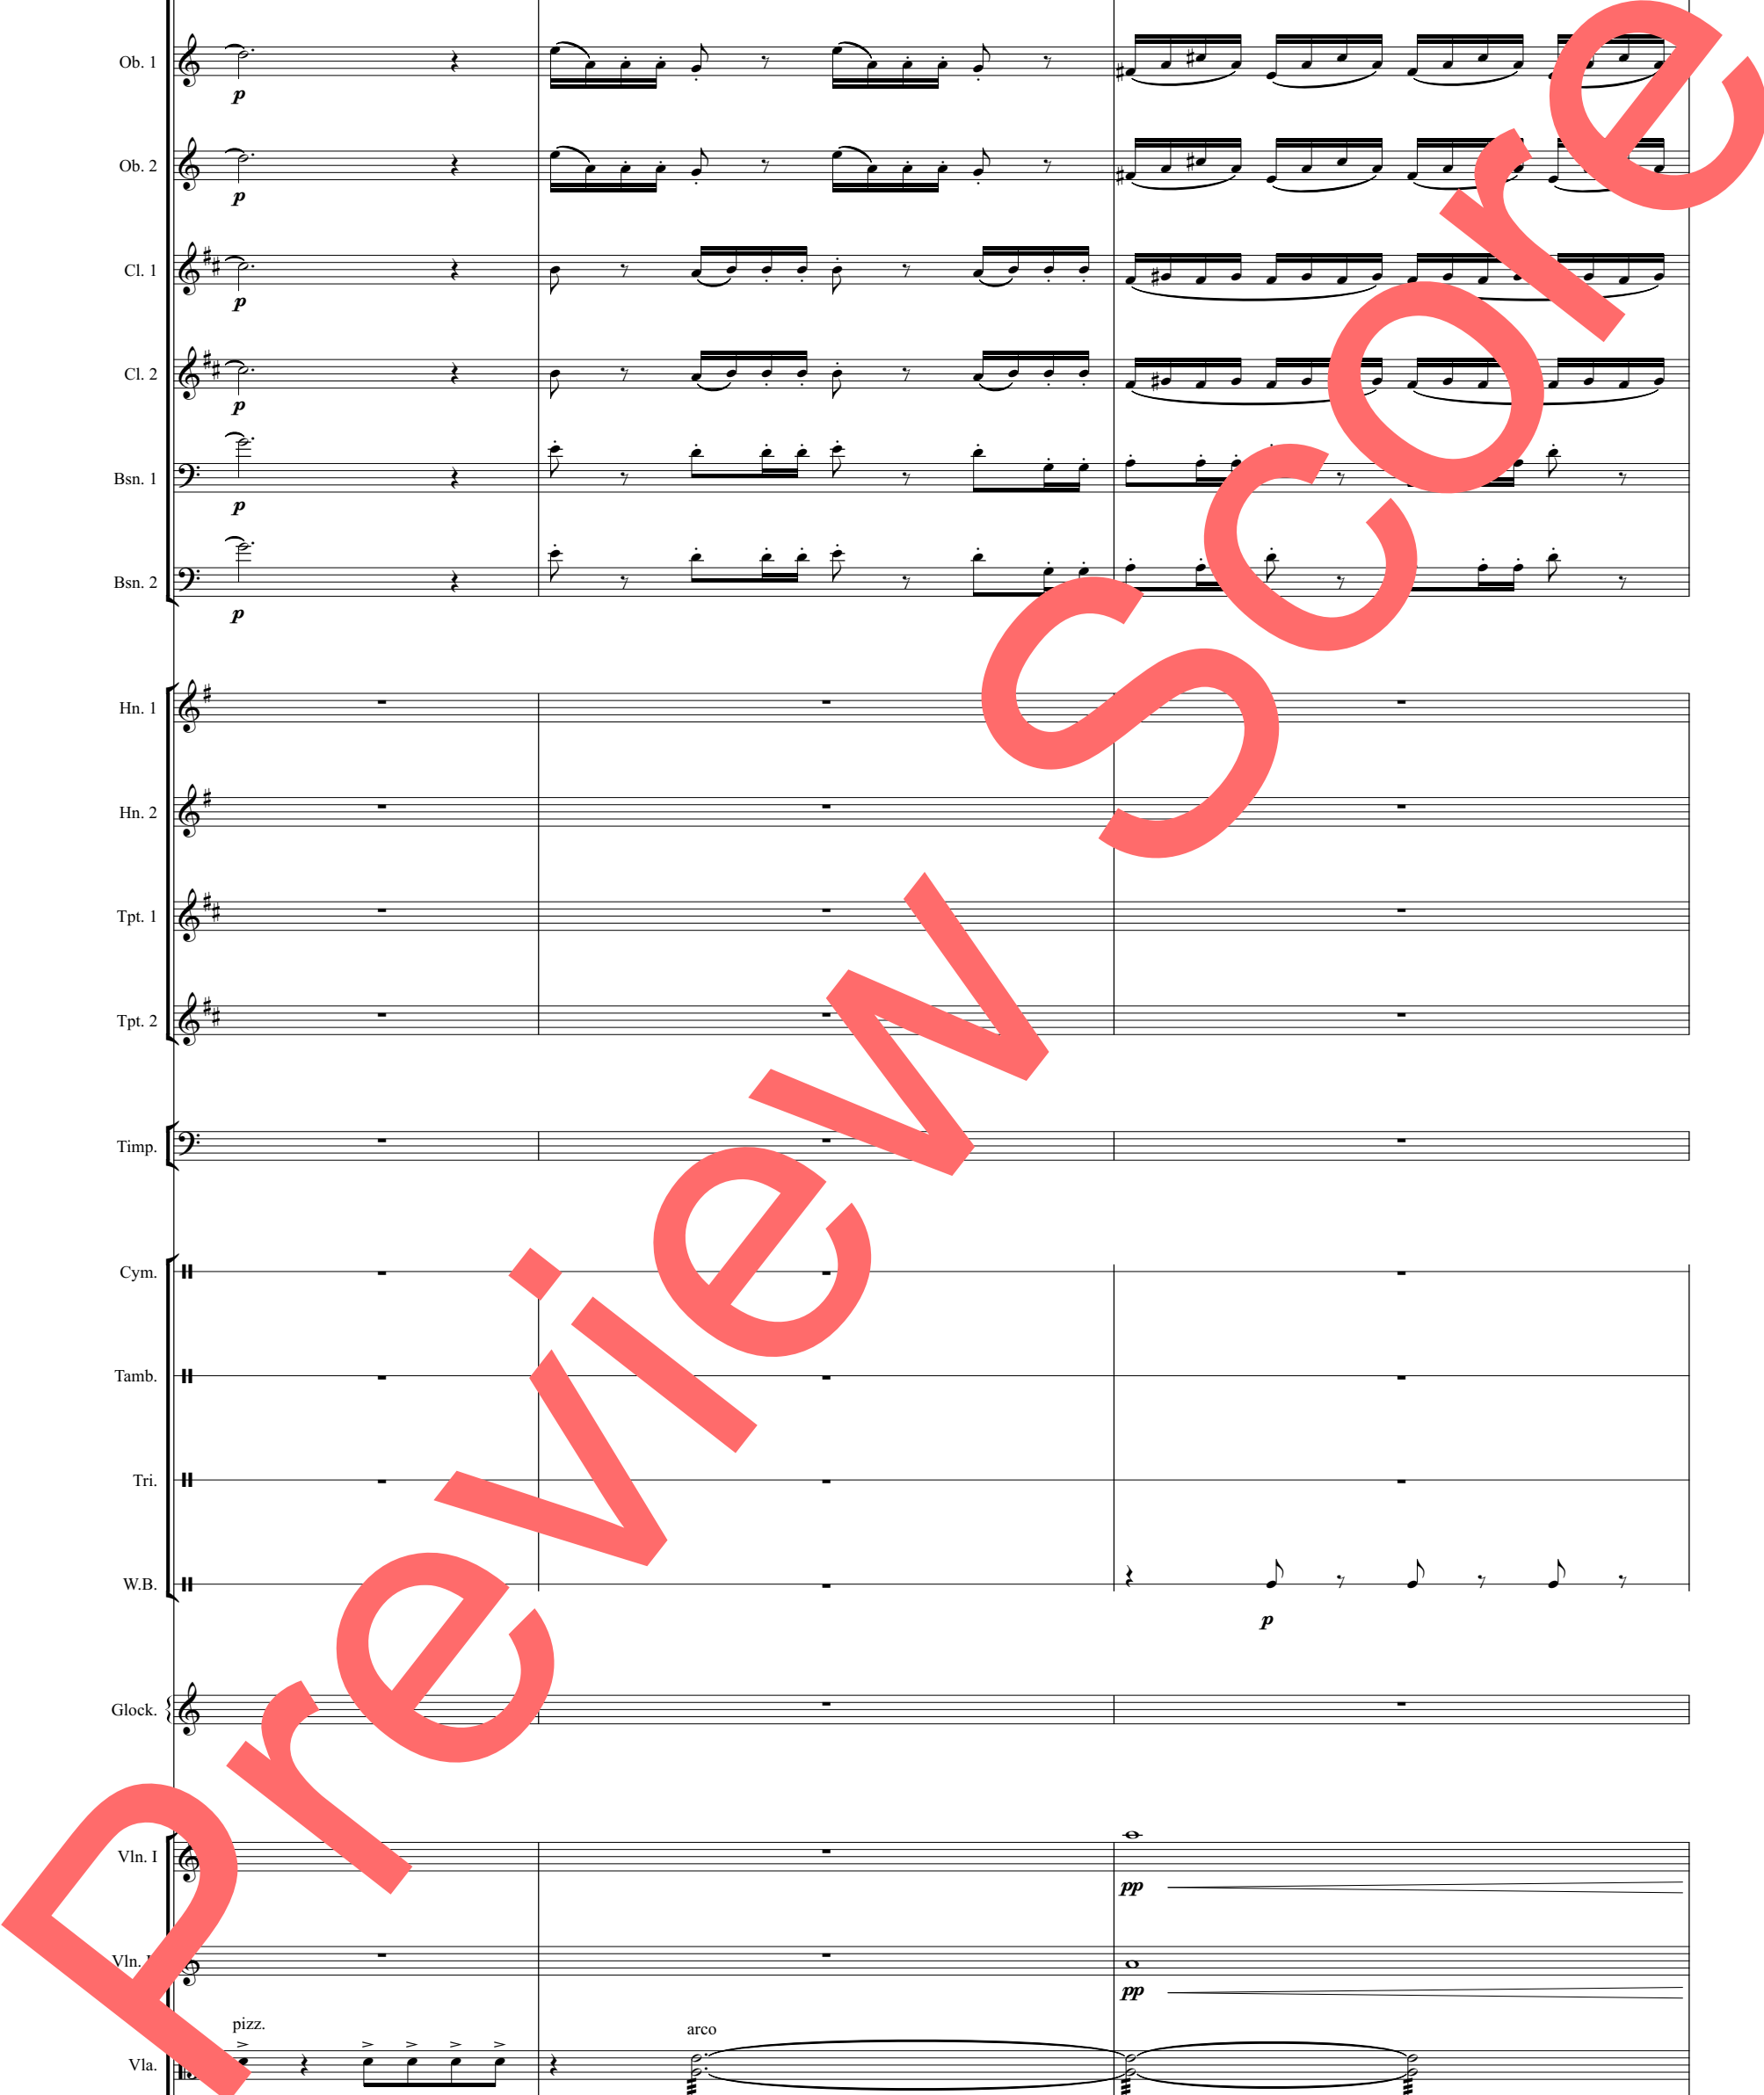 Ob. 1
p
Ob. 2
p
Cl. 1
p
Cl. 2
p
Bsn. 1
p
Bsn. 2
p
Hn. 1
Hn. 2
Tpt. 1
Tpt. 2
Timp.
Cym.
Tamb.
Tri.
W.B.
p
Glock.
Vln. I
pp
Vln.
pp
pizz.
arco
Vla.
Preview Score